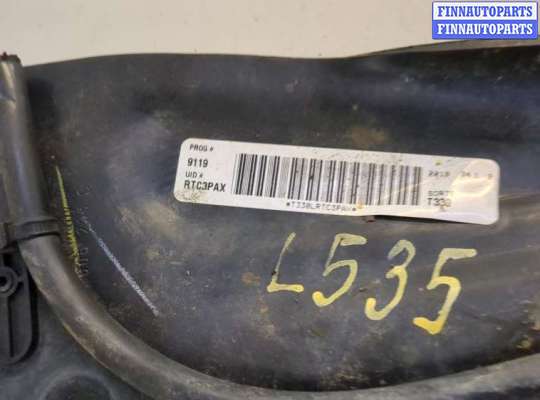 FINNAUTOPARTS
FINNAUTOPARTS
PROG #
9119
UID #
RTC3PAX
SORT
T330
*T330LRTC3PAX*
L535